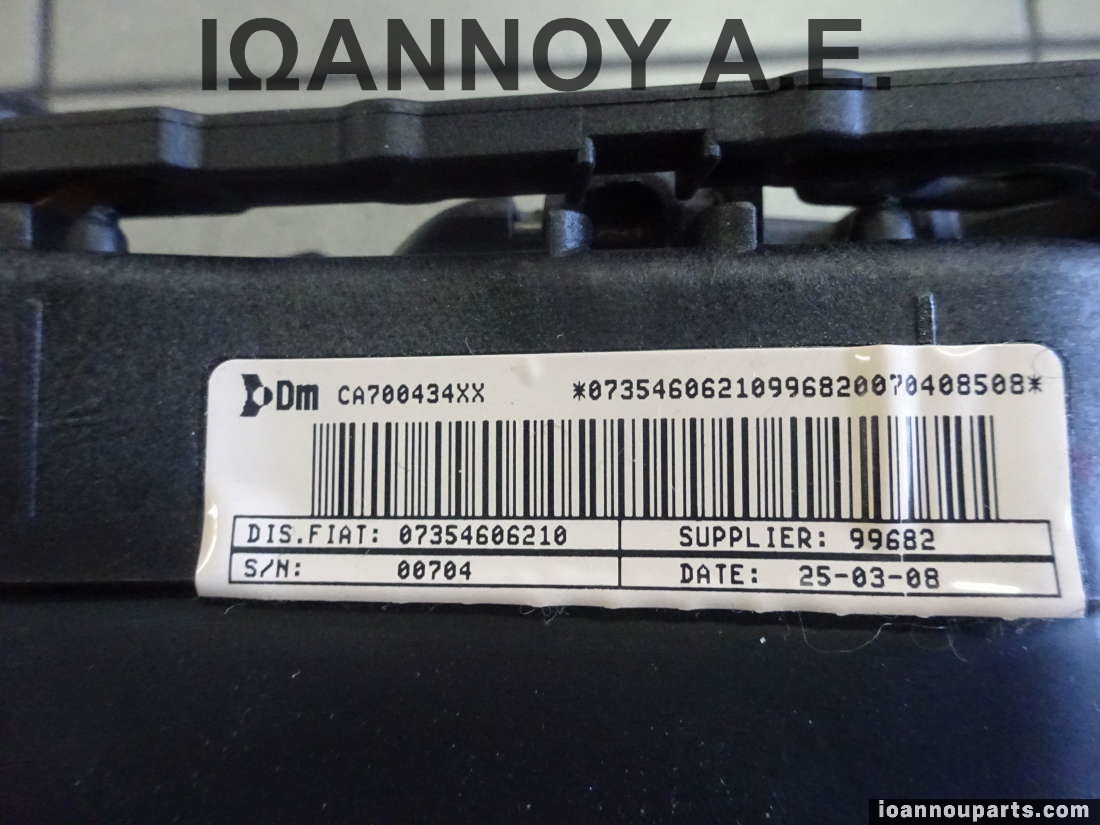 ΙΩΑΝΝΟΥ Α.Ε.
Dm CA700434XX *07354606210996820070408508*
DIS.FIAT: 07354606210 SUPPLIER: 99682
S/N: 00704 DATE: 25-03-08
ioannouparts.com